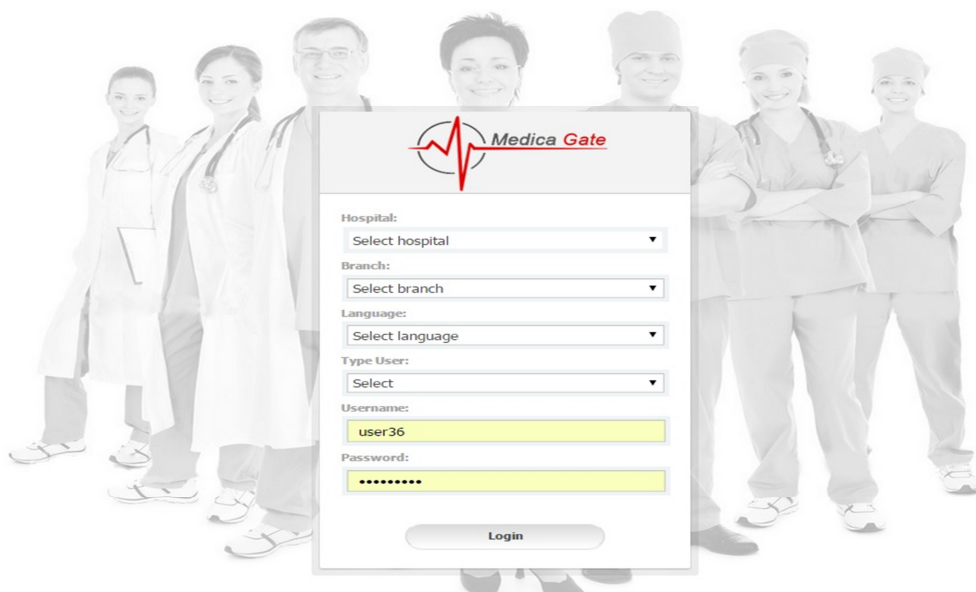 Medica Gate
Hospital:
Select hospital
Branch:
Select branch
Language:
Select language
Type User:
Select
Username:
user36
Password:
•••••••••
Login